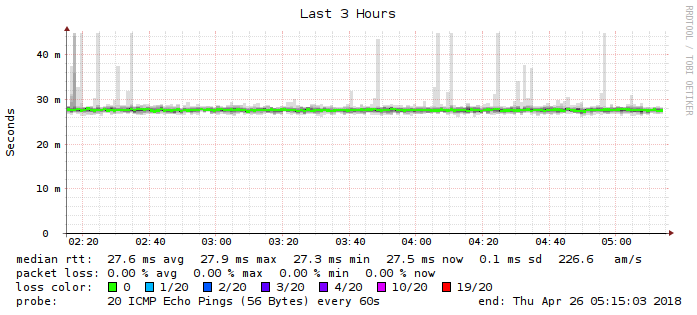 Last 3 Hours
RRDTOOL / TOBI OETIKER
Seconds
40 m
30 m
20 m
10 m
0
02:20 02:40 03:00 03:20 03:40 04:00 04:20 04:40 05:00
median rtt: 27.6 ms avg 27.9 ms max 27.3 ms min 27.5 ms now 0.1 ms sd 226.6 am/s
packet loss: 0.00 % avg 0.00 % max 0.00 % min 0.00 % now
loss color: 0 1/20 2/20 3/20 4/20 10/20 19/20
probe: 20 ICMP Echo Pings (56 Bytes) every 60s end: Thu Apr 26 05:15:03 2018